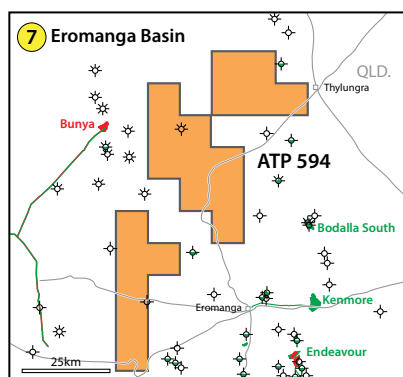 7 Eromanga Basin
QLD.
Thylungra
Bunya
ATP 594
Bodalla South
Eromanga
Kenmore
Endeavour
25km